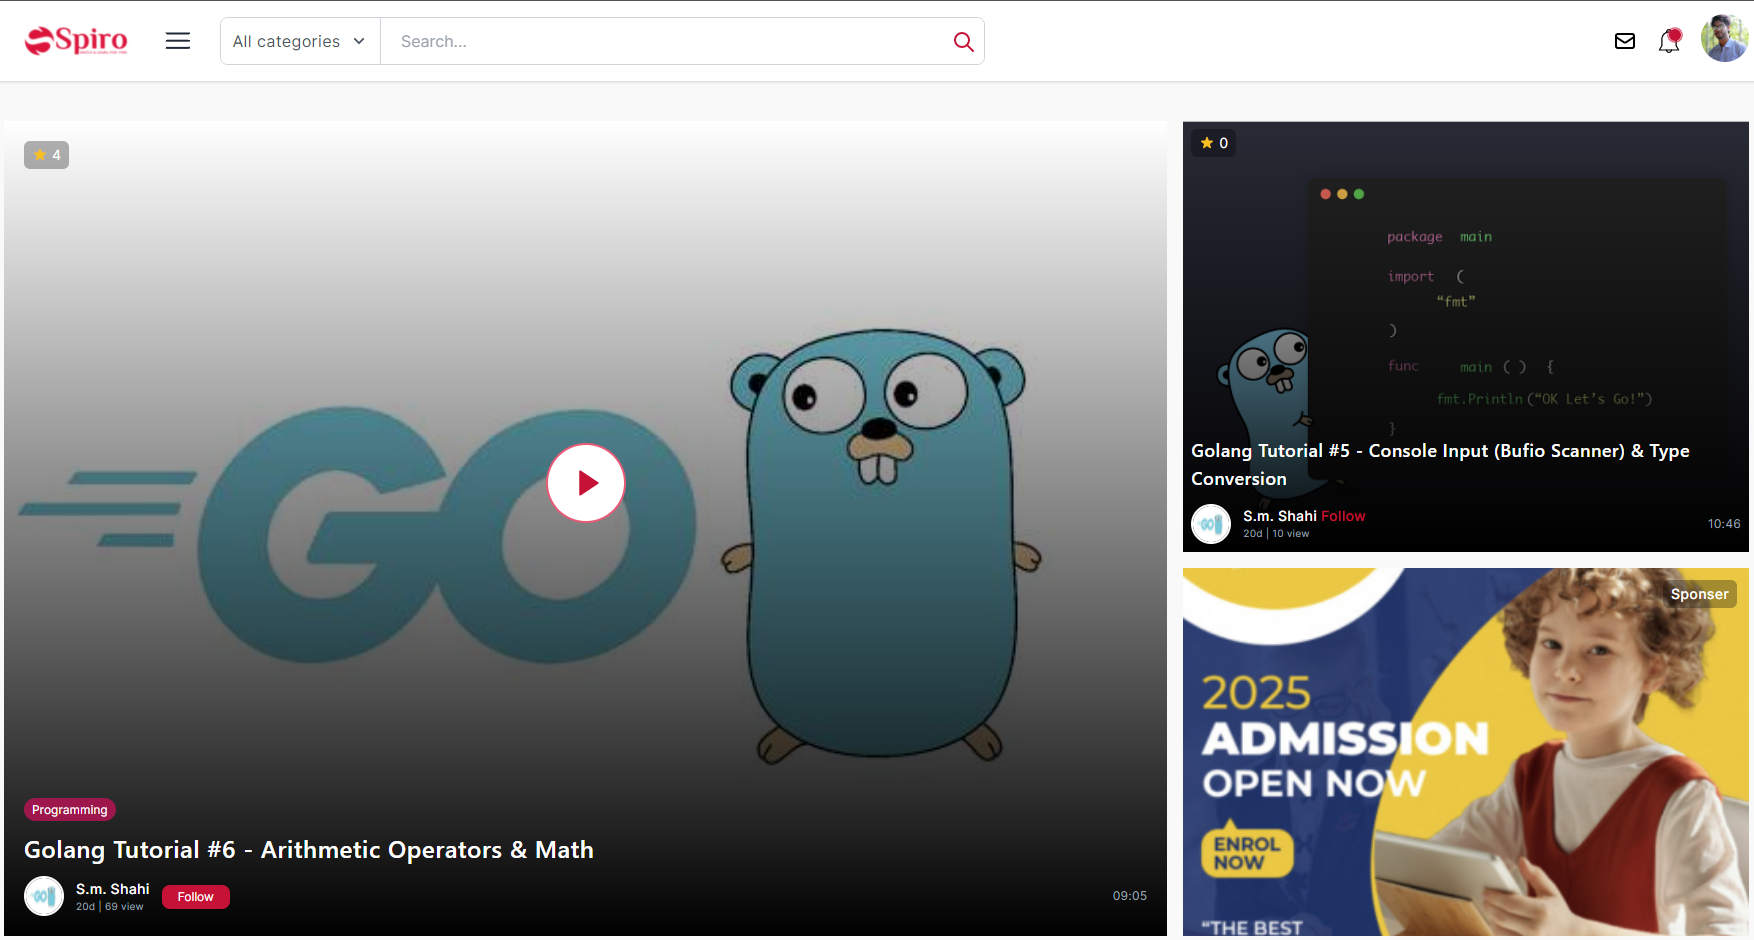 Spiro
All categories
Search...
4
GO
Programming
Golang Tutorial #6 - Arithmetic Operators & Math
GO
S.m. Shahi
Follow
20d | 69 view
09:05
0
package main
import (
“fmt”
)
func main ( ) {
fmt.Println(“OK Let’s Go!”)
}
Golang Tutorial #5 - Console Input (Bufio Scanner) & Type
Conversion
GO
S.m. Shahi Follow
20d | 10 view
10:46
Sponser
2025
ADMISSION
OPEN NOW
ENROL
NOW
“THE BEST